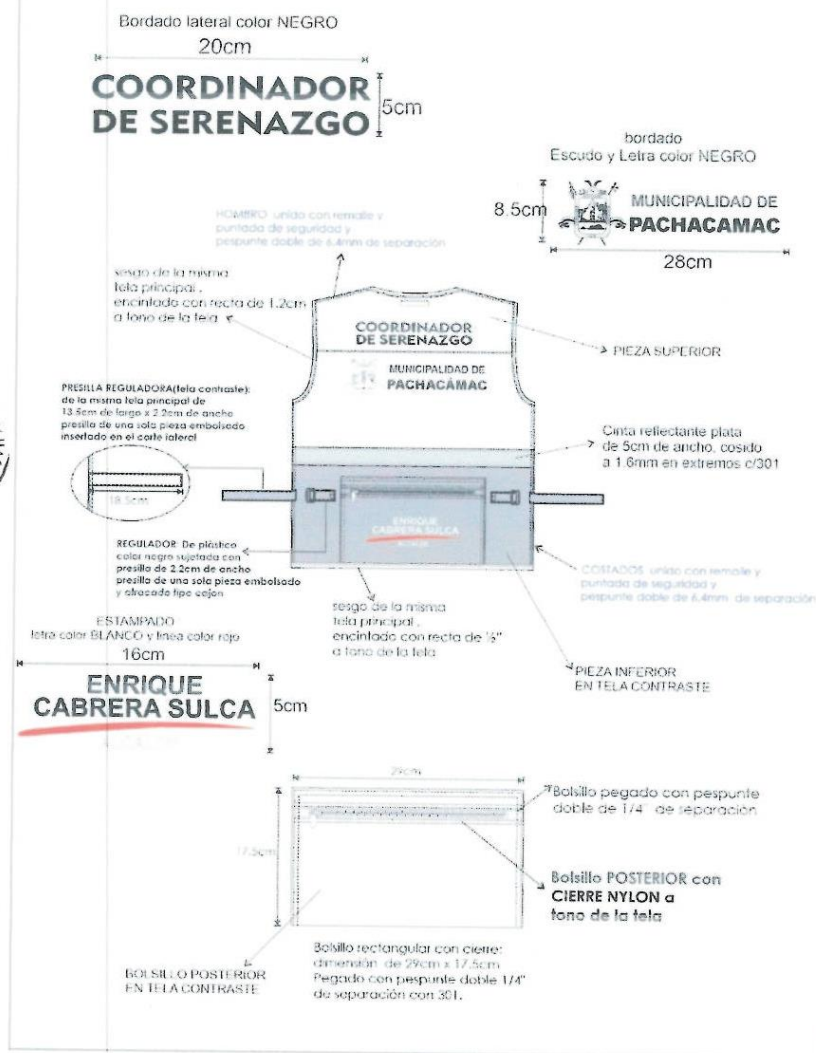 Bordado lateral color NEGRO
20cm
COORDINADOR
DE SERENAZGO
5cm
bordado
Escudo y Letra color NEGRO
8.5cm
MUNICIPALIDAD DE
PACHACAMAC
28cm
HOMBRO unido con remalle y
puntada de seguridad y
pespunte doble de 6.4mm de separación
sesgo de la misma
tela principal ,
encintado con recta de 1.2cm
a tono de la tela
COORDINADOR
DE SERENAZGO
MUNICIPALIDAD DE
PACHACÁMAC
PIEZA SUPERIOR
PRESILLA REGULADORA(tela contraste):
de la misma tela principal de
13.5cm de largo x 2.2cm de ancho
presilla de una sola pieza embolsado
insertado en el corte lateral
18.5cm
Cinta reflectante plata
de 5cm de ancho, cosido
a 1.6mm en extremos c/301
ENRIQUE
CABRERA SULCA
REGULADOR: De plástico
color negro sujetada con
presilla de 2.2cm de ancho
presilla de una sola pieza embolsado
y atracado tipo cajon
COSTADOS unido con remalle y
puntada de seguridad y
pespunte doble de 6.4mm de separación
sesgo de la misma
tela principal ,
encintado con recta de ½"
a tono de la tela
PIEZA INFERIOR
EN TELA CONTRASTE
ESTAMPADO
letra color BLANCO y linea color rojo
16cm
ENRIQUE
CABRERA SULCA
5cm
29cm
17.5cm
Bolsillo pegado con pespunte
doble de 1/4" de separación
Bolsillo POSTERIOR con
CIERRE NYLON a
tono de la tela
BOLSILLO POSTERIOR
EN TELA CONTRASTE
Bolsillo rectangular con cierre:
dimensión de 29cm x 17.5cm
Pegado con pespunte doble 1/4"
de separación con 301.